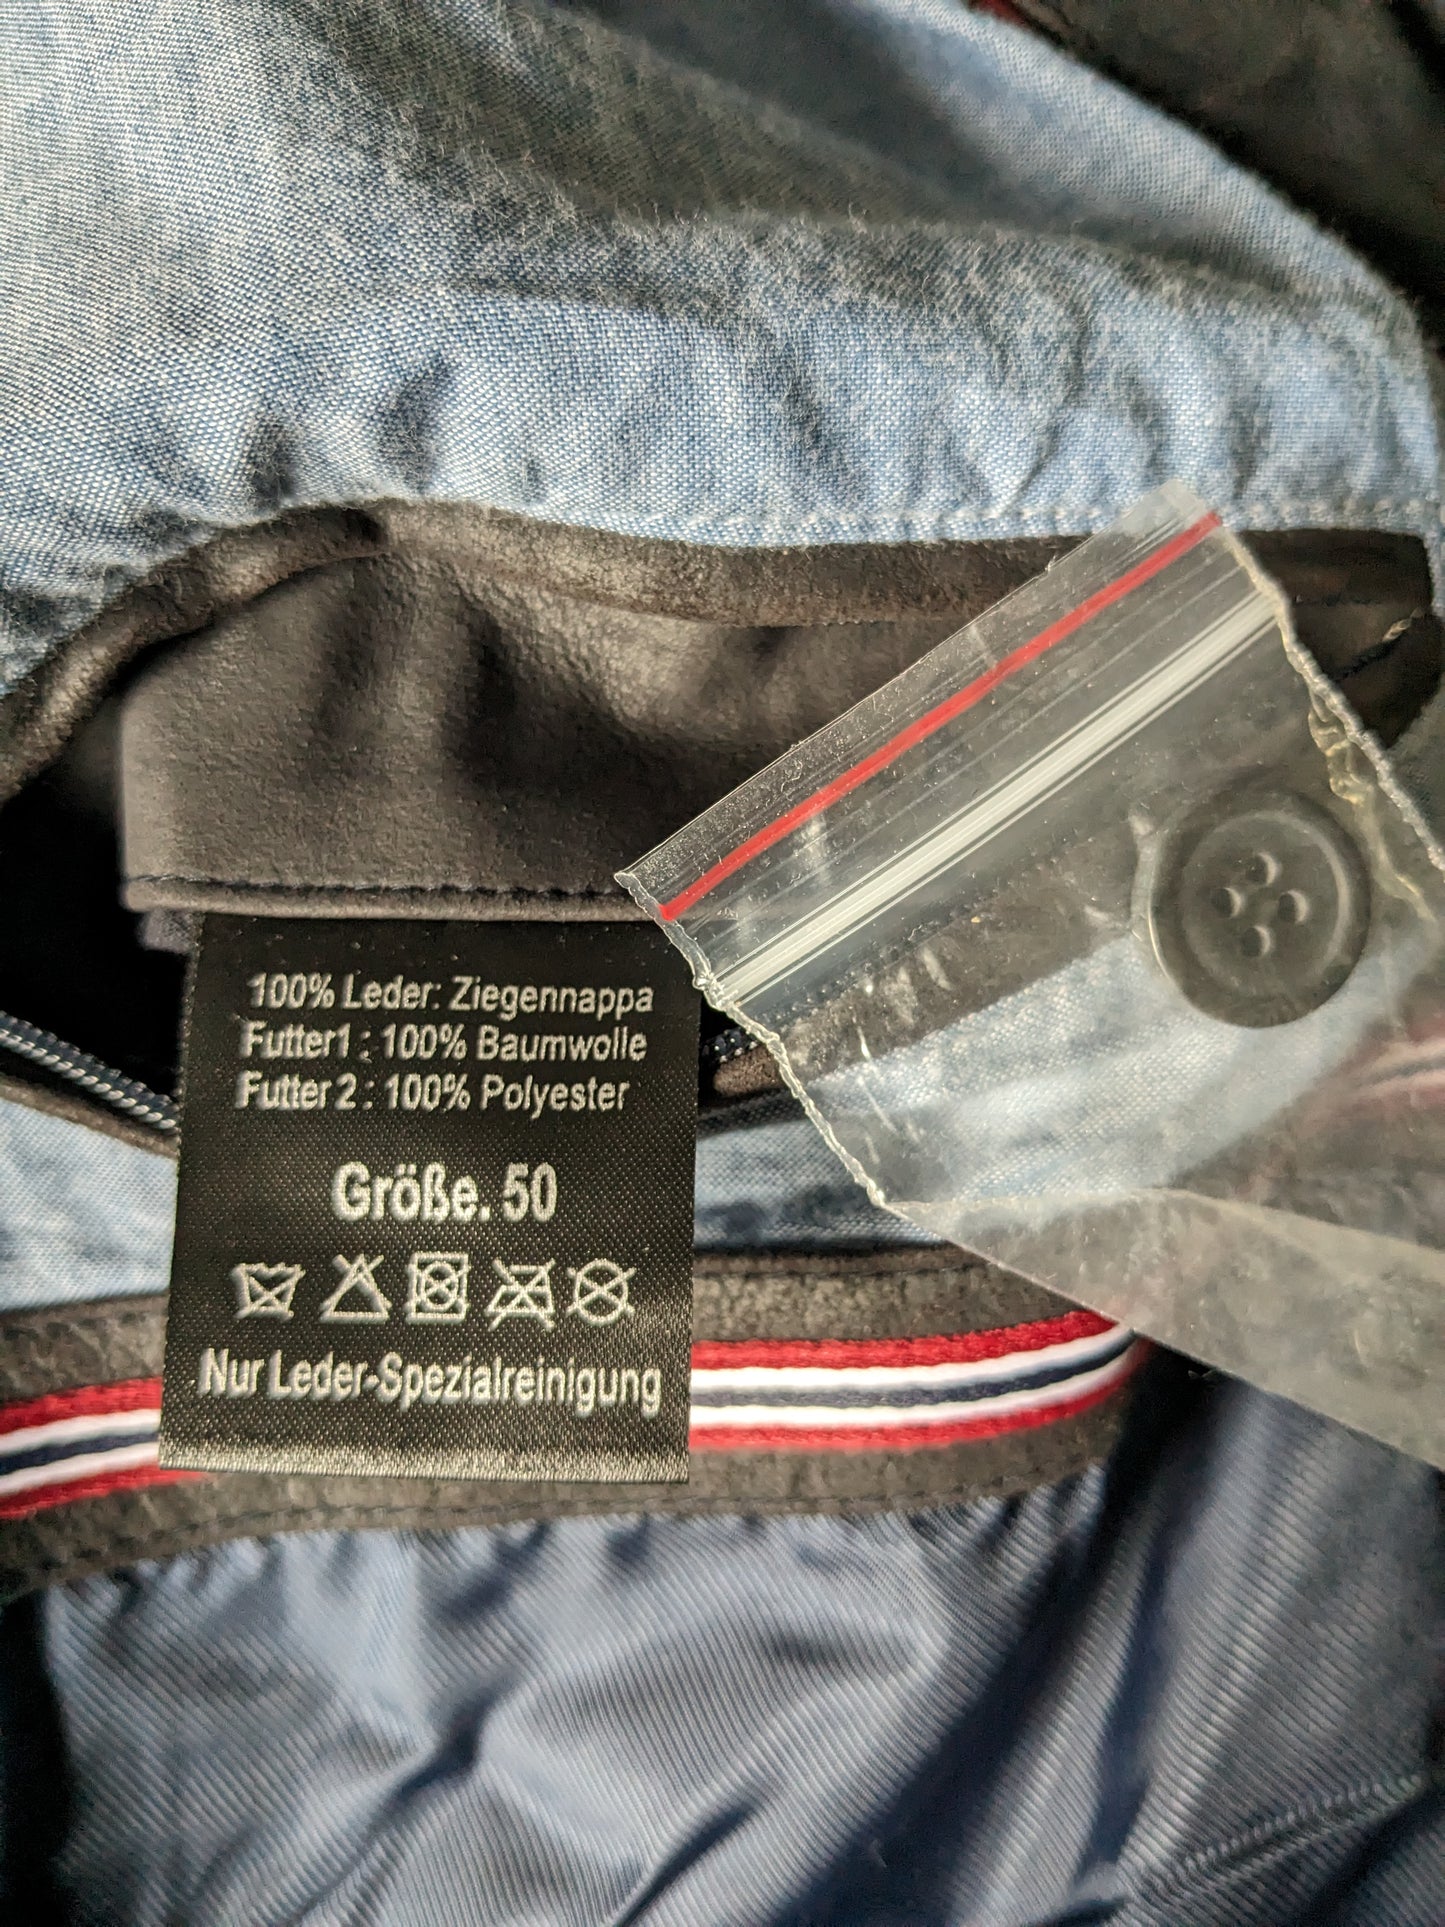 100% Leder: Ziegennappa
Futter1 : 100% Baumwolle
Futter 2 : 100% Polyester
Größe. 50
Nur Leder-Spezialreinigung